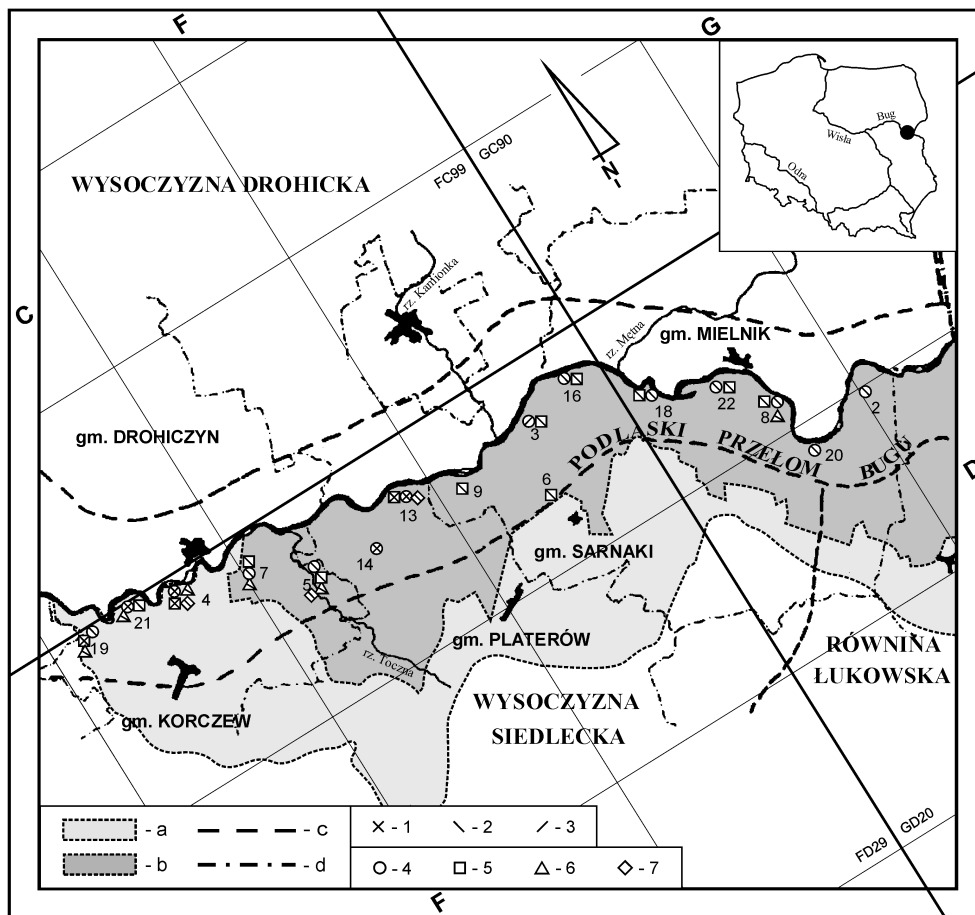 F
G
Bug
Wisła
Odra
FC99
GC90
N
WYSOCZYZNA DROHICKA
rz. Kamionka
C
rz. Mętna
gm. MIELNIK
16
18
22
8
2
3
20
gm. DROHICZYN
PODLASKI PRZEŁOM BUGU
D
9
6
13
gm. SARNAKI
14
7
5
4
21
19
gm. PLATERÓW
rz. Toczna
RÓWNINA
ŁUKOWSKA
WYSOCZYZNA
SIEDLECKA
gm. KORCZEW
- a
- c
- b
- d
- 1
- 2
- 3
- 4
- 5
- 6
- 7
FD29
GD20
F